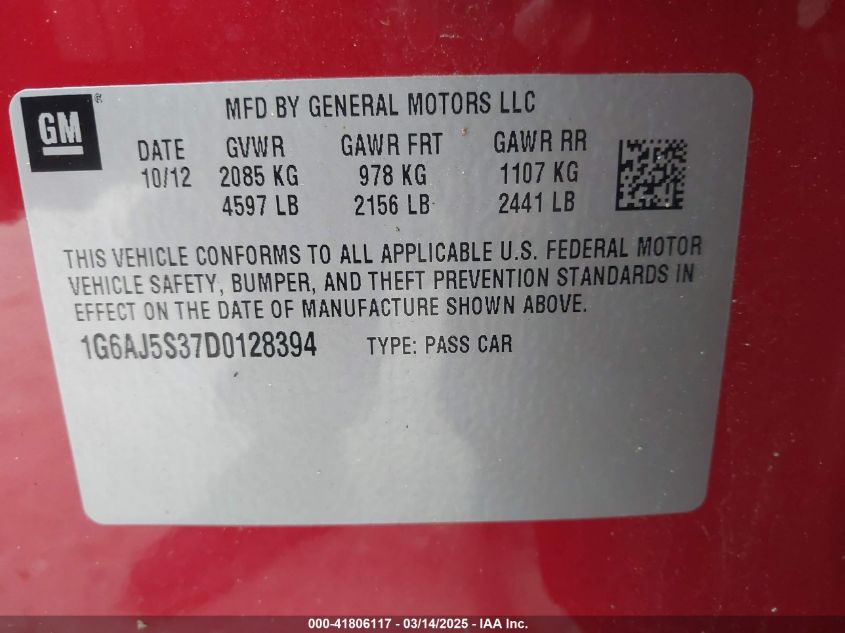 GM®
MFD BY GENERAL MOTORS LLC
DATE GVWR GAWR FRT GAWR RR
10/12 2085 KG 978 KG 1107 KG
4597 LB 2156 LB 2441 LB
THIS VEHICLE CONFORMS TO ALL APPLICABLE U.S. FEDERAL MOTOR
VEHICLE SAFETY, BUMPER, AND THEFT PREVENTION STANDARDS IN
EFFECT ON THE DATE OF MANUFACTURE SHOWN ABOVE.
1G6AJ5S37D0128394 TYPE: PASS CAR
000-41806117 - 03/14/2025 - IAA Inc.